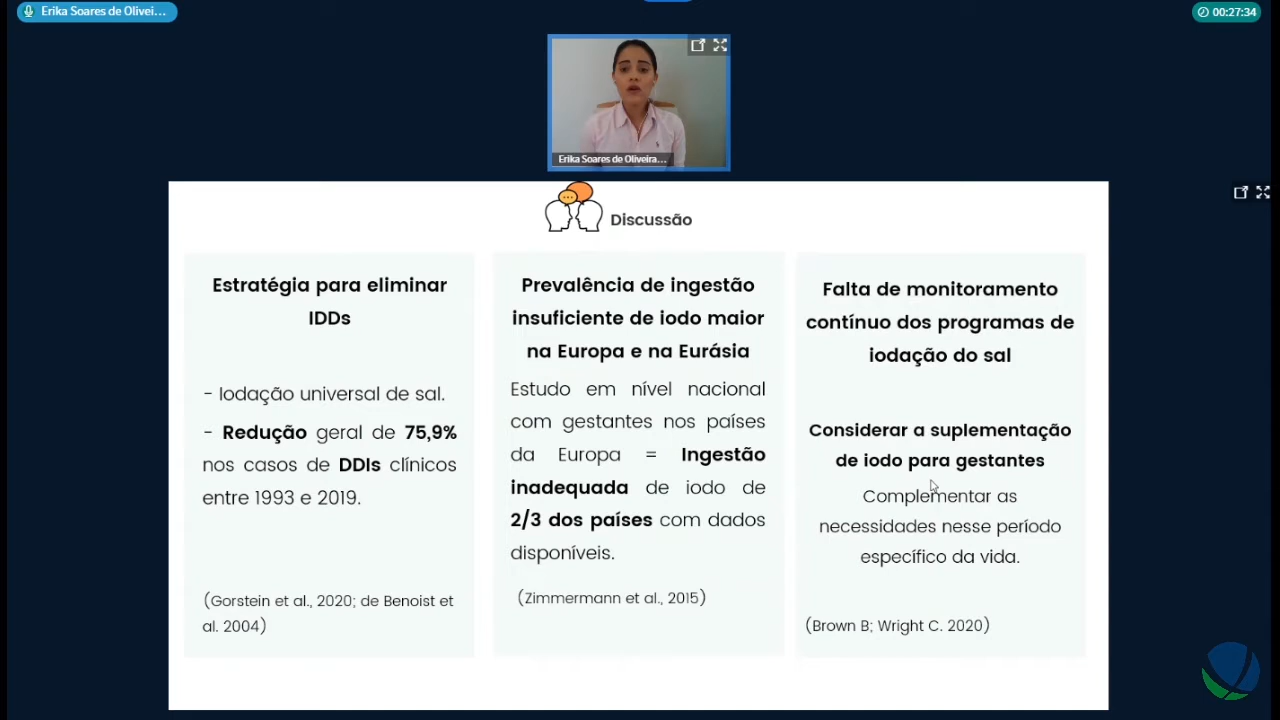 Erika Soares de Olivei...
00:27:34
Erika Soares de Oliveira...
Discussão
Estratégia para eliminar
IDDs
- Iodação universal de sal.
- Redução geral de 75,9%
nos casos de DDIs clínicos
entre 1993 e 2019.
(Gorstein et al., 2020; de Benoist et
al. 2004)
Prevalência de ingestão
insuficiente de iodo maior
na Europa e na Eurásia
Estudo em nível nacional
com gestantes nos países
da Europa = Ingestão
inadequada de iodo de
2/3 dos países com dados
disponíveis.
(Zimmermann et al., 2015)
Falta de monitoramento
contínuo dos programas de
iodação do sal
Considerar a suplementação
de iodo para gestantes
Complementar as
necessidades nesse período
específico da vida.
(Brown B; Wright C. 2020)